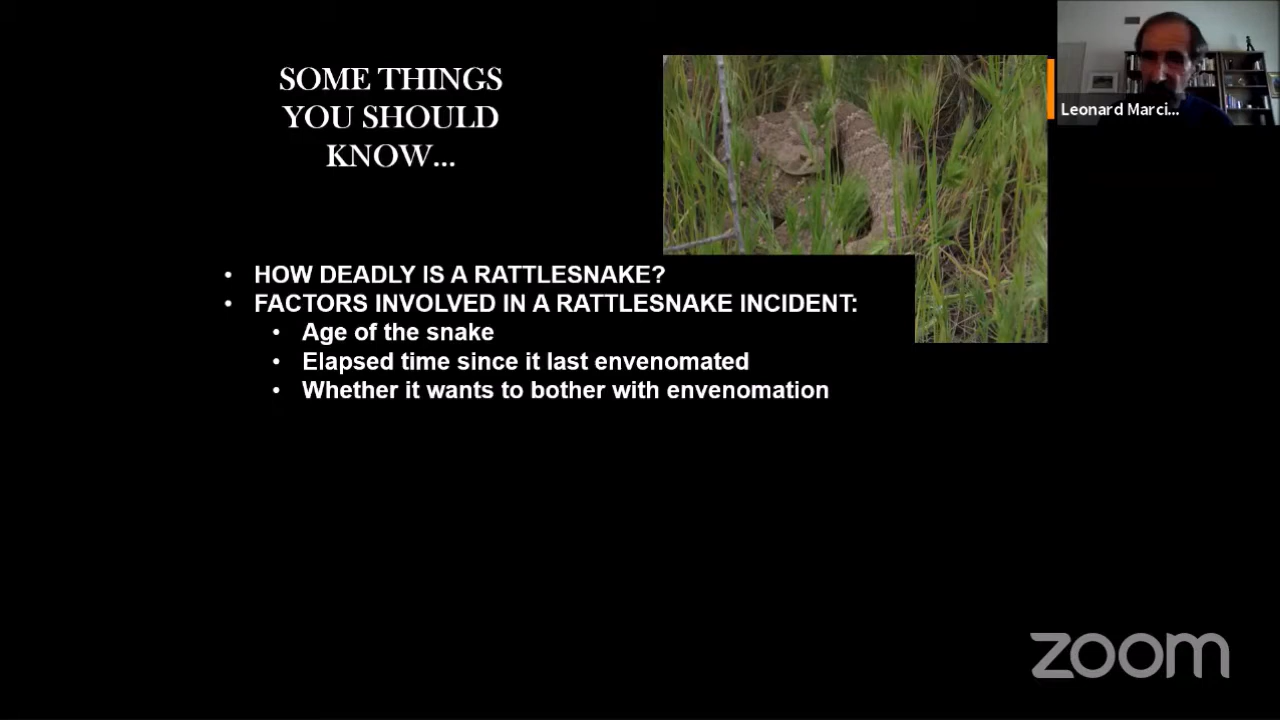 SOME THINGS
YOU SHOULD
KNOW...
Leonard Marci...
• HOW DEADLY IS A RATTLESNAKE?
• FACTORS INVOLVED IN A RATTLESNAKE INCIDENT:
• Age of the snake
• Elapsed time since it last envenomated
• Whether it wants to bother with envenomation
zoom